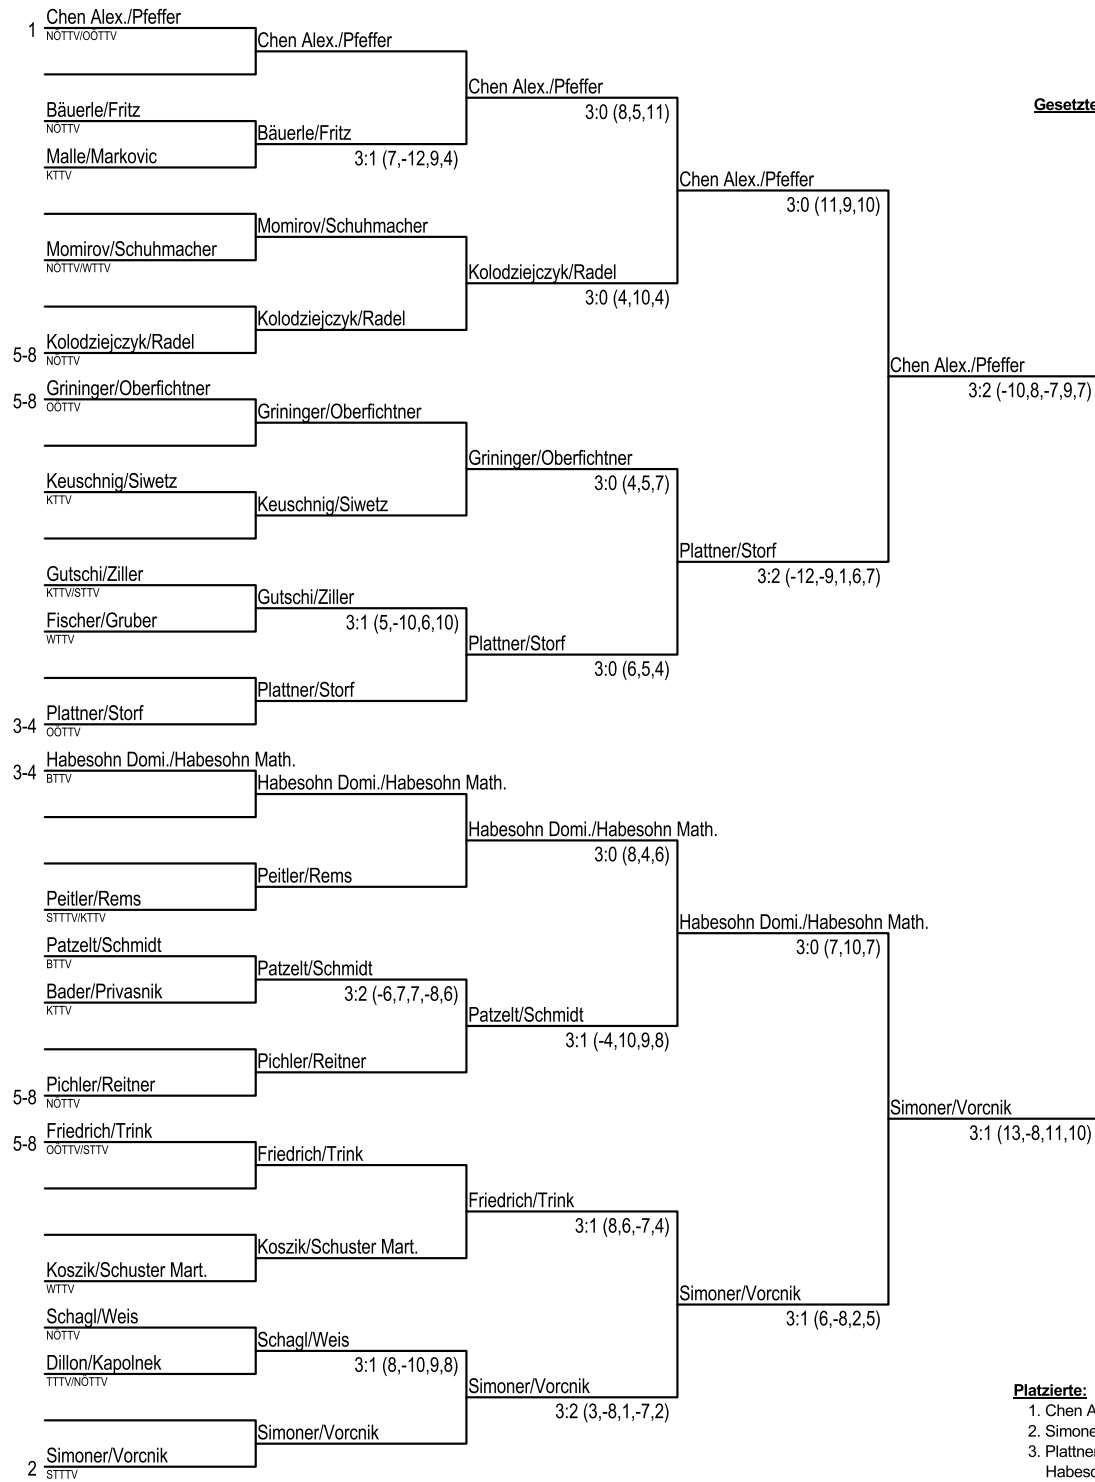 Chen Alex./Pfeffer
1
NÖTTV/OÖTTV
Bäuerle/Fritz
NÖTTV
Malle/Markovic
KTTV
Momirov/Schuhmacher
NÖTTV/WTTV
Kolodziejczyk/Radel
5-8
NÖTTV
Grininger/Oberfichtner
5-8
OÖTTV
Keuschnig/Siwetz
KTTV
Gutschi/Ziller
KTTV/STTV
Fischer/Gruber
WTTV
Plattner/Storf
3-4
OÖTTV
Habesohn Domi./Habesohn Math.
3-4
BTTV
Peitler/Rems
STTTV/KTTV
Patzelt/Schmidt
BTTV
Bader/Privasnik
KTTV
Pichler/Reitner
5-8
NÖTTV
Friedrich/Trink
5-8
OÖTTV/STTV
Koszik/Schuster Mart.
WTTV
Schagl/Weis
NÖTTV
Dillon/Kapolnek
TTTV/NÖTTV
Simoner/Vorcnik
2
STTTV
Chen Alex./Pfeffer
Bäuerle/Fritz
3:1 (7,-12,9,4)
Momirov/Schuhmacher
Kolodziejczyk/Radel
Grininger/Oberfichtner
Keuschnig/Siwetz
Gutschi/Ziller
3:1 (5,-10,6,10)
Plattner/Storf
Habesohn Domi./Habesohn Math.
Peitler/Rems
Patzelt/Schmidt
3:2 (-6,7,7,-8,6)
Pichler/Reitner
Friedrich/Trink
Koszik/Schuster Mart.
Schagl/Weis
3:1 (8,-10,9,8)
Simoner/Vorcnik
Chen Alex./Pfeffer
3:0 (8,5,11)
Kolodziejczyk/Radel
3:0 (4,10,4)
Grininger/Oberfichtner
3:0 (4,5,7)
Plattner/Storf
3:0 (6,5,4)
Habesohn Domi./Habesohn Math.
3:0 (8,4,6)
Patzelt/Schmidt
3:1 (-4,10,9,8)
Friedrich/Trink
3:1 (8,6,-7,4)
Simoner/Vorcnik
3:2 (3,-8,1,-7,2)
Chen Alex./Pfeffer
3:0 (11,9,10)
Plattner/Storf
3:2 (-12,-9,1,6,7)
Habesohn Domi./Habesohn Math.
3:0 (7,10,7)
Simoner/Vorcnik
3:1 (6,-8,2,5)
Chen Alex./Pfeffer
3:2 (-10,8,-7,9,7)
Simoner/Vorcnik
3:1 (13,-8,11,10)
Gesetzte
Platzierte:
1. Chen A
2. Simone
3. Plattner
Habeso